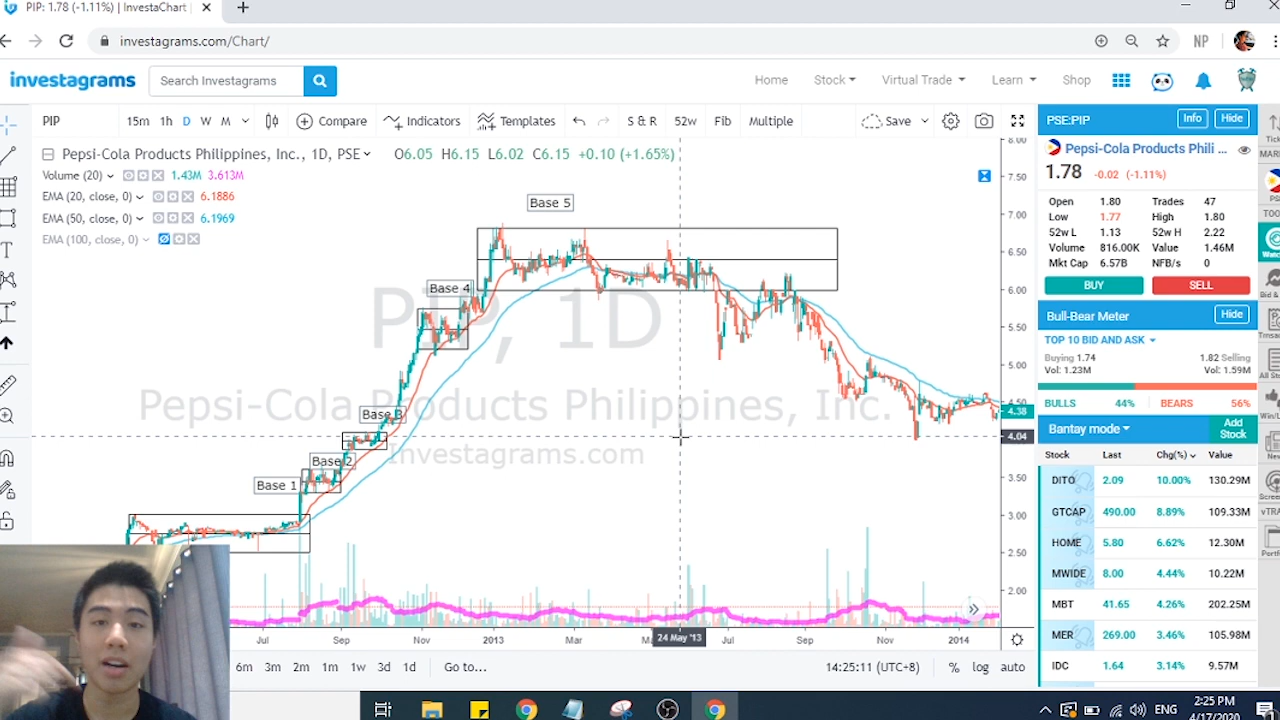 PIP: 1.78 (-1.11%) | InvestaChart
investagrams.com/Chart/
NP
investagrams
Search Investagrams
Home Stock Virtual Trade Learn Shop
PIP 15m 1h D W M Compare Indicators Templates S & R 52w Fib Multiple Save
Pepsi-Cola Products Philippines, Inc., 1D, PSE O6.05 H6.15 L6.02 C6.15 +0.10 (+1.65%)
Volume (20) 1.43M 3.613M
EMA (20, close, 0) 6.1886
EMA (50, close, 0) 6.1969
EMA (100, close, 0)
PIP, 1D
Pepsi-Cola Products Philippines, Inc.
Investagrams.com
Base 5
Base 4
Base 3
Base 2
Base 1
8.00
7.50
7.00
6.50
6.00
5.50
5.00
4.50
4.38
4.04
3.50
3.00
2.50
2.00
Jul Sep Nov 2013 Mar 24 May '13 Jul Sep Nov 2014
6m 3m 2m 1m 1w 3d 1d Go to... 14:25:11 (UTC+8) % log auto
PSE:PIP Info Hide
Pepsi-Cola Products Phili ...
1.78 -0.02 (-1.11%)
Open 1.80 Trades 47
Low 1.77 High 1.80
52w L 1.13 52w H 2.22
Volume 816.00K Value 1.46M
Mkt Cap 6.57B NFB/s 0
BUY SELL
Bull-Bear Meter Hide
TOP 10 BID AND ASK
Buying 1.74 1.82 Selling
Vol: 1.23M Vol: 1.59M
BULLS 44% BEARS 56%
Bantay mode Add Stock
Stock Last Chg(%) Value
DITO 2.09 10.00% 130.29M
GTCAP 490.00 8.89% 109.33M
HOME 5.80 6.62% 12.30M
MWIDE 8.00 4.44% 10.22M
MBT 41.65 4.26% 202.25M
MER 269.00 3.46% 105.98M
IDC 1.64 3.14% 9.57M
ENG 2:25 PM